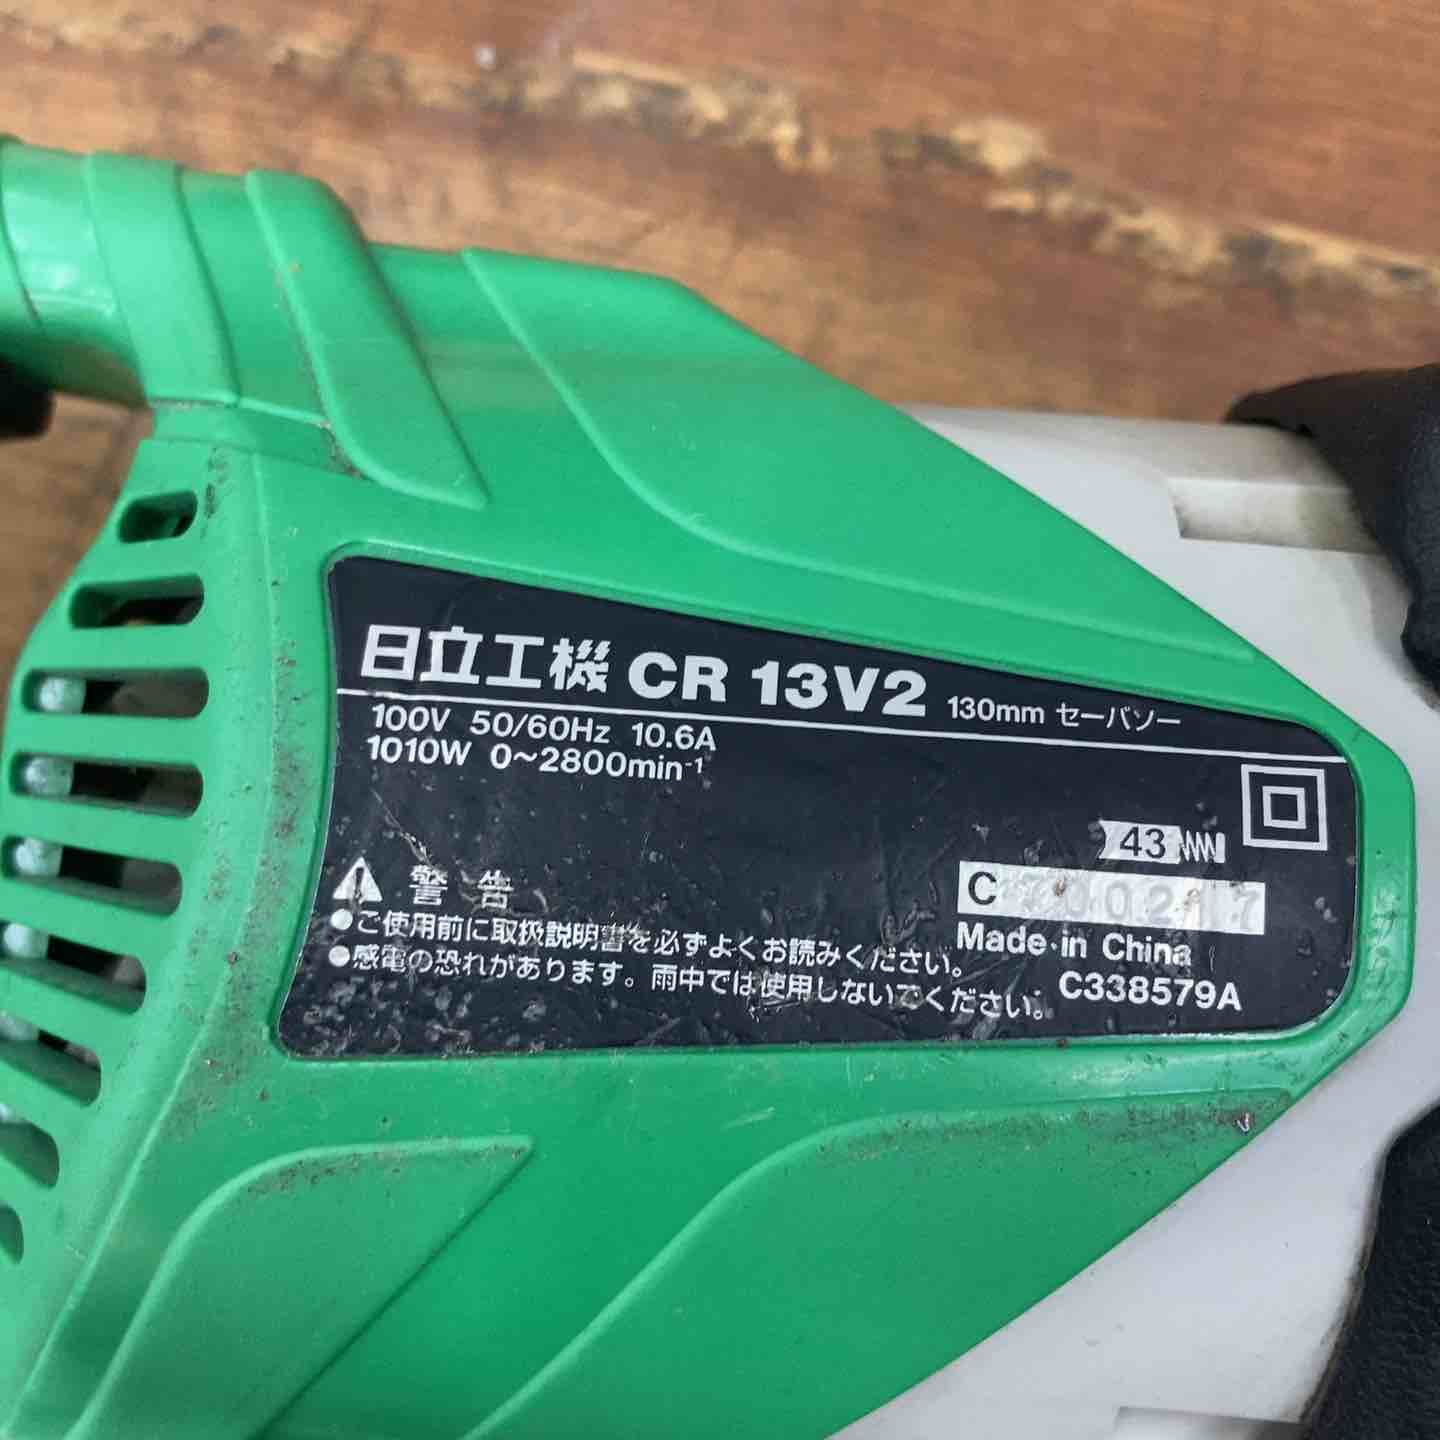 日立工機 CR 13V2 130mm セーバソー
100V 50/60Hz 10.6A
1010W 0~2800min⁻¹
43
C
Made in China
C338579A
警告
●ご使用前に取扱説明書を必ずよくお読みください。
●感電の恐れがあります。雨中では使用しないでください。